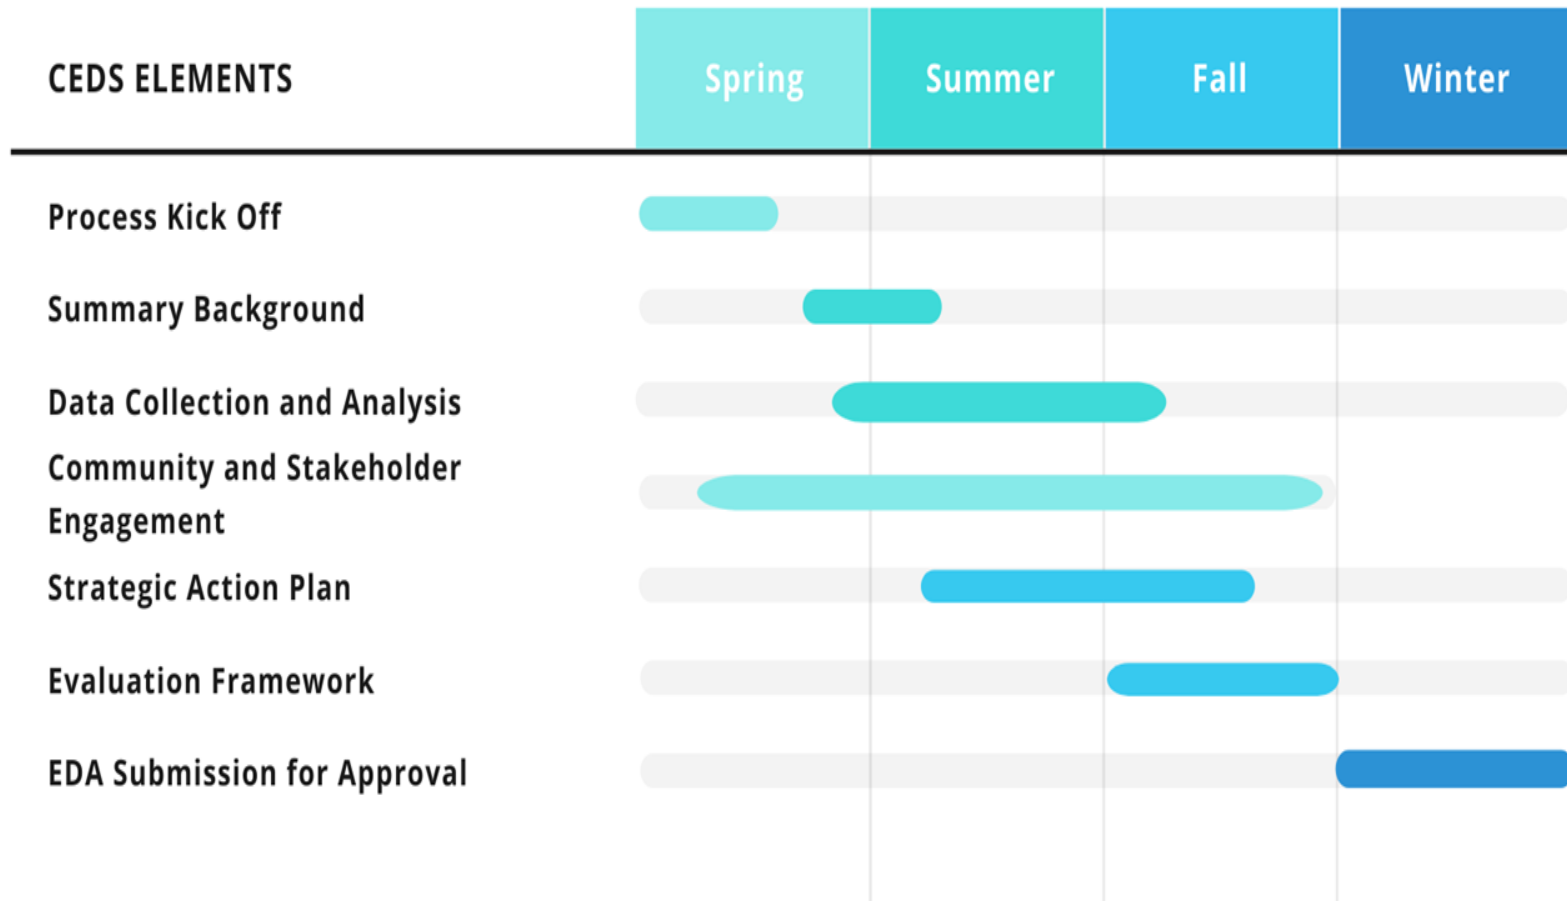 CEDS ELEMENTS
Spring
Summer
Fall
Winter
Process Kick Off
Summary Background
Data Collection and Analysis
Community and Stakeholder
Engagement
Strategic Action Plan
Evaluation Framework
EDA Submission for Approval